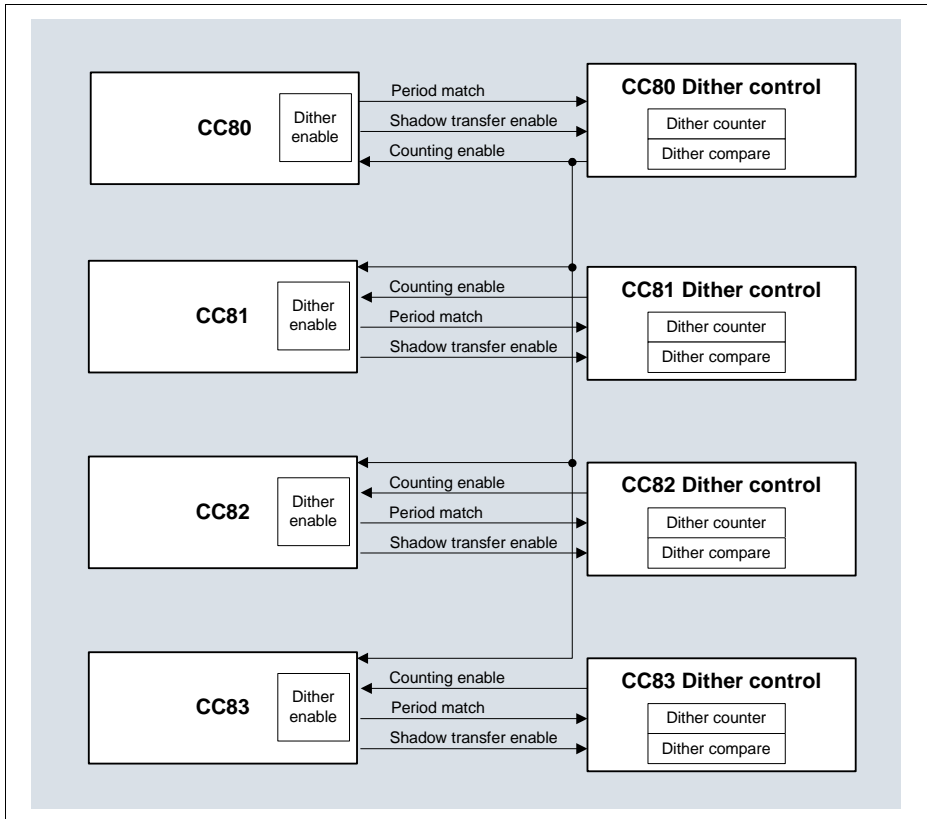 CC80
Dither
enable
Period match
Shadow transfer enable
Counting enable
CC80 Dither control
Dither counter
Dither compare
CC81
Dither
enable
Counting enable
Period match
Shadow transfer enable
CC81 Dither control
Dither counter
Dither compare
CC82
Dither
enable
Counting enable
Period match
Shadow transfer enable
CC82 Dither control
Dither counter
Dither compare
CC83
Dither
enable
Counting enable
Period match
Shadow transfer enable
CC83 Dither control
Dither counter
Dither compare